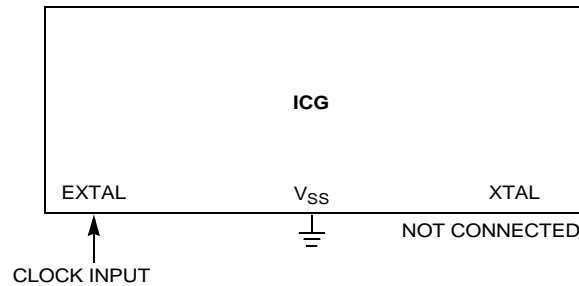 ICG
EXTAL VSS XTAL
NOT CONNECTED
CLOCK INPUT